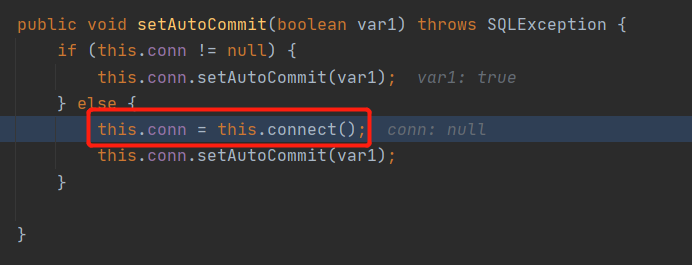 public void setAutoCommit(boolean var1) throws SQLException {
    if (this.conn != null) {
        this.conn.setAutoCommit(var1);  var1: true
    } else {
        this.conn = this.connect();  conn: null
        this.conn.setAutoCommit(var1);
    }
}